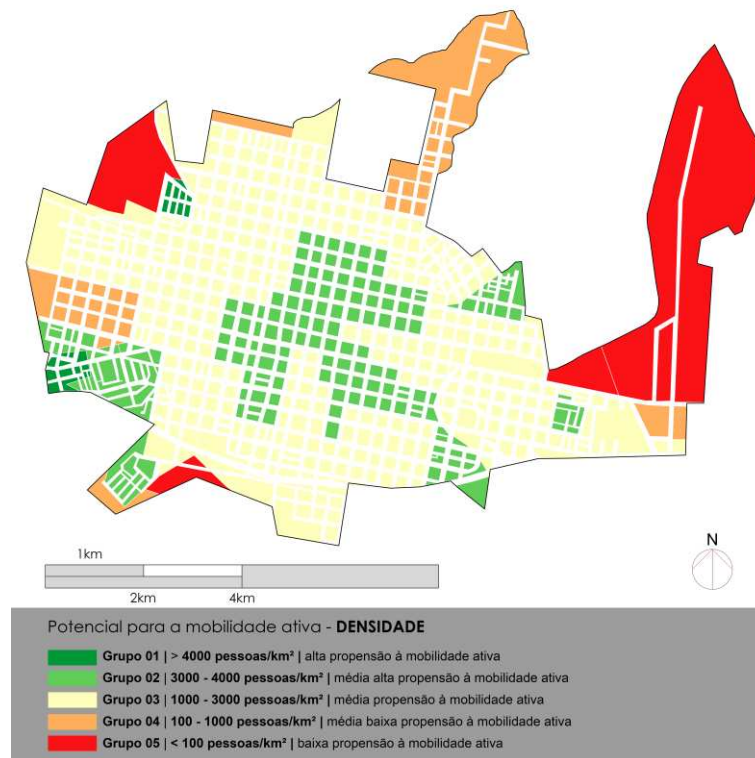 N
1km
2km 4km
Potencial para a mobilidade ativa - DENSIDADE
Grupo 01 | > 4000 pessoas/km² | alta propensão à mobilidade ativa
Grupo 02 | 3000 - 4000 pessoas/km² | média alta propensão à mobilidade ativa
Grupo 03 | 1000 - 3000 pessoas/km² | média propensão à mobilidade ativa
Grupo 04 | 100 - 1000 pessoas/km² | média baixa propensão à mobilidade ativa
Grupo 05 | < 100 pessoas/km² | baixa propensão à mobilidade ativa